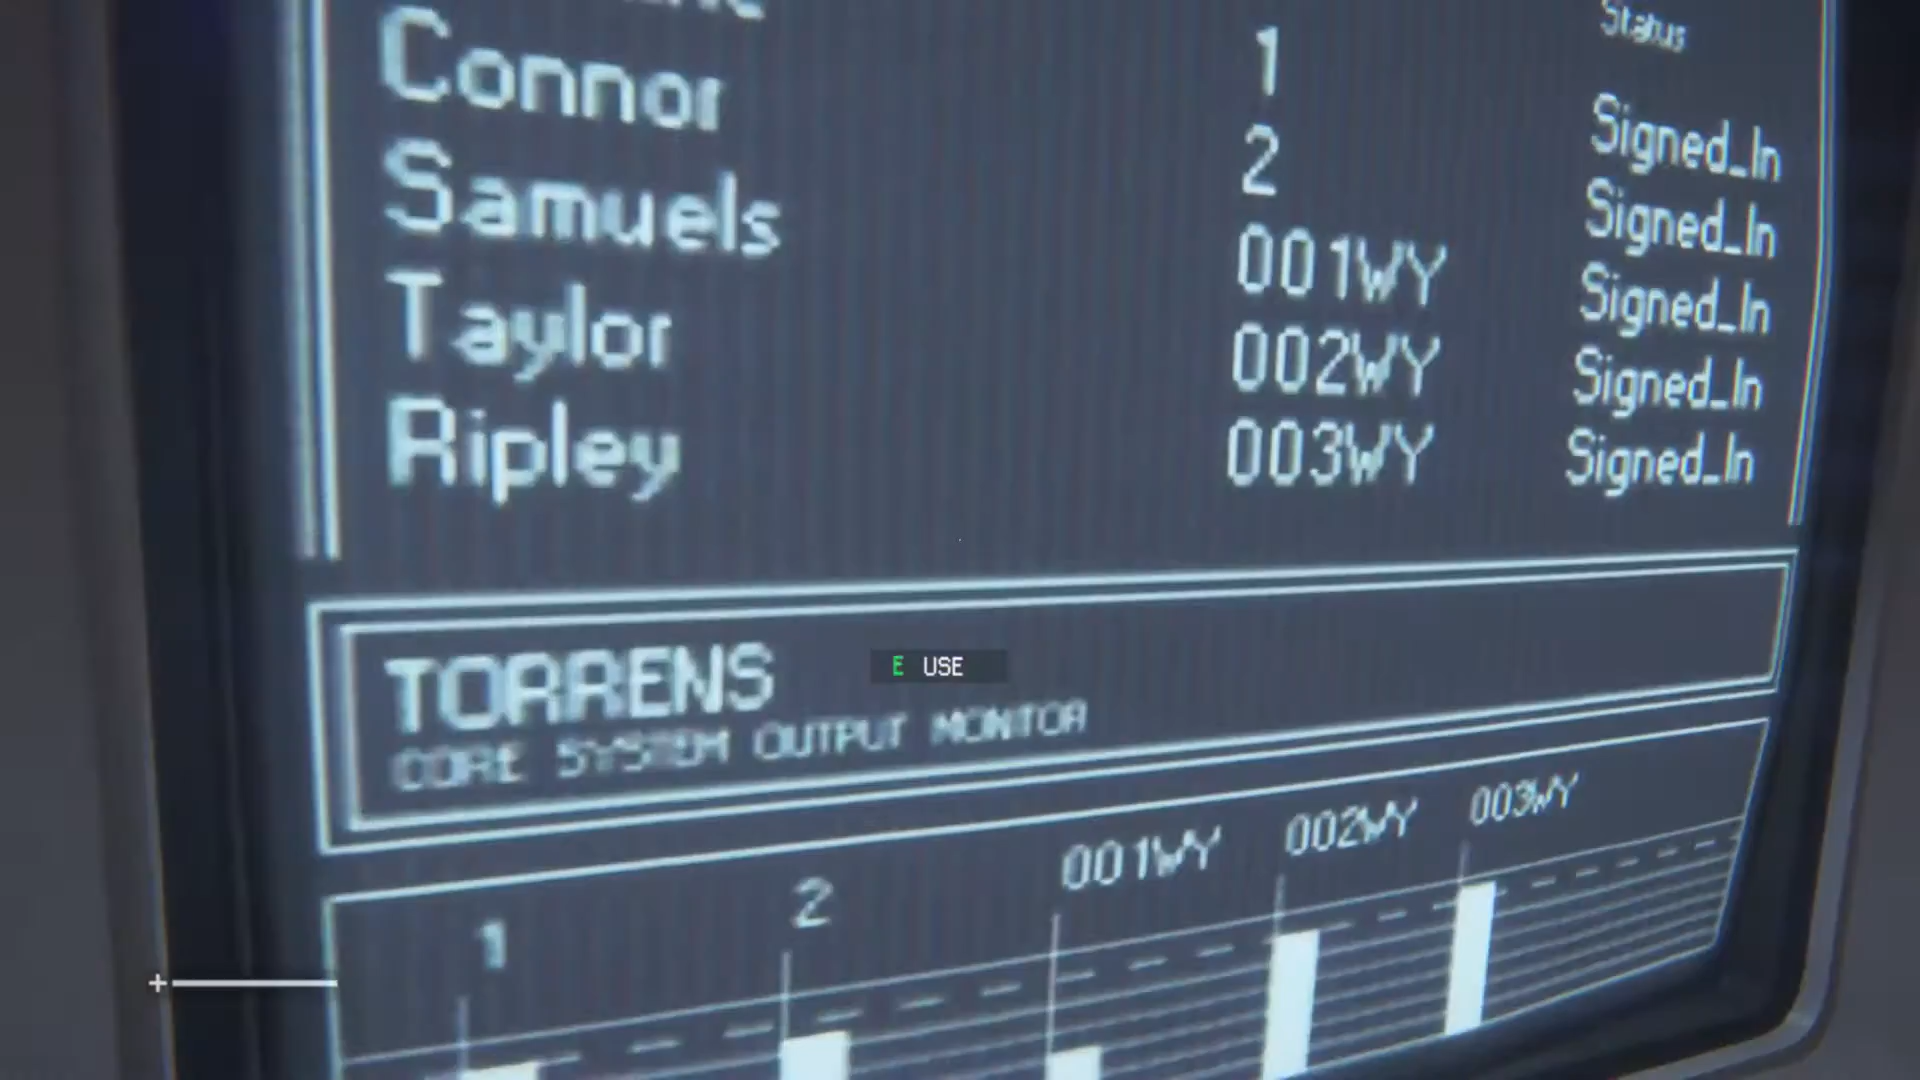 Status
1 Signed_In
Connor 2 Signed_In
Samuels 001WY Signed_In
Taylor 002WY Signed_In
Ripley 003WY Signed_In
TORRENS
E USE
CORE SYSTEM OUTPUT MONITOR
1 2 001WY 002WY 003WY